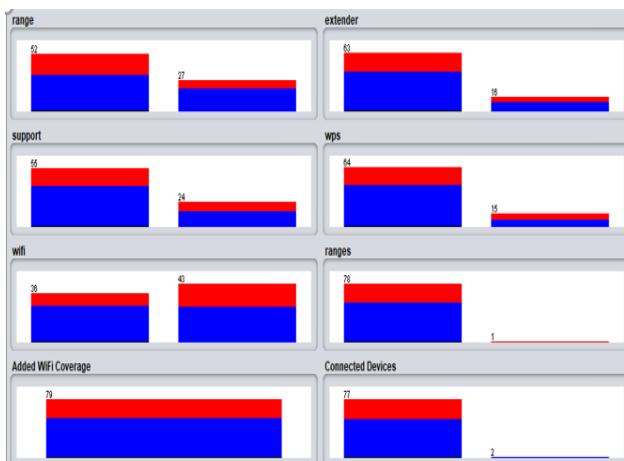 range
52
27
extender
63
16
support
55
24
wps
64
15
wifi
36
43
ranges
78
1
Added WiFi Coverage
79
Connected Devices
77
2